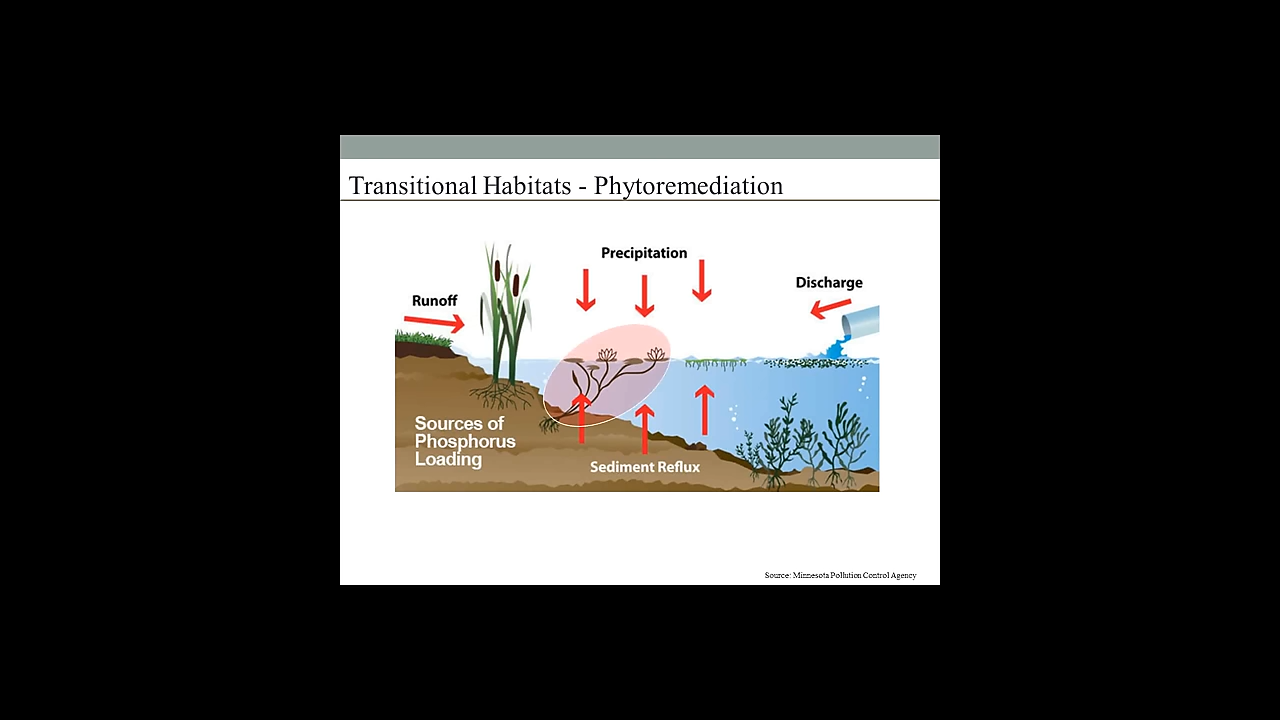 Transitional Habitats - Phytoremediation
Precipitation
Discharge
Runoff
Sources of
Phosphorus
Loading
Sediment Reflux
Source: Minnesota Pollution Control Agency